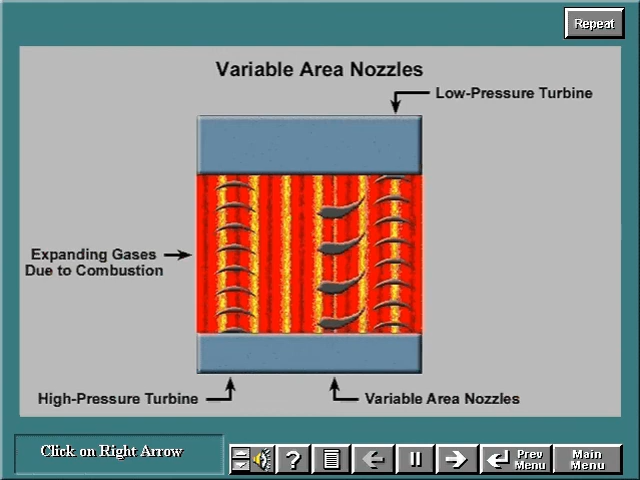 Repeat
Variable Area Nozzles
Low-Pressure Turbine
Expanding Gases
Due to Combustion
High-Pressure Turbine
Variable Area Nozzles
Click on Right Arrow
?
Prev
Menu
Main
Menu